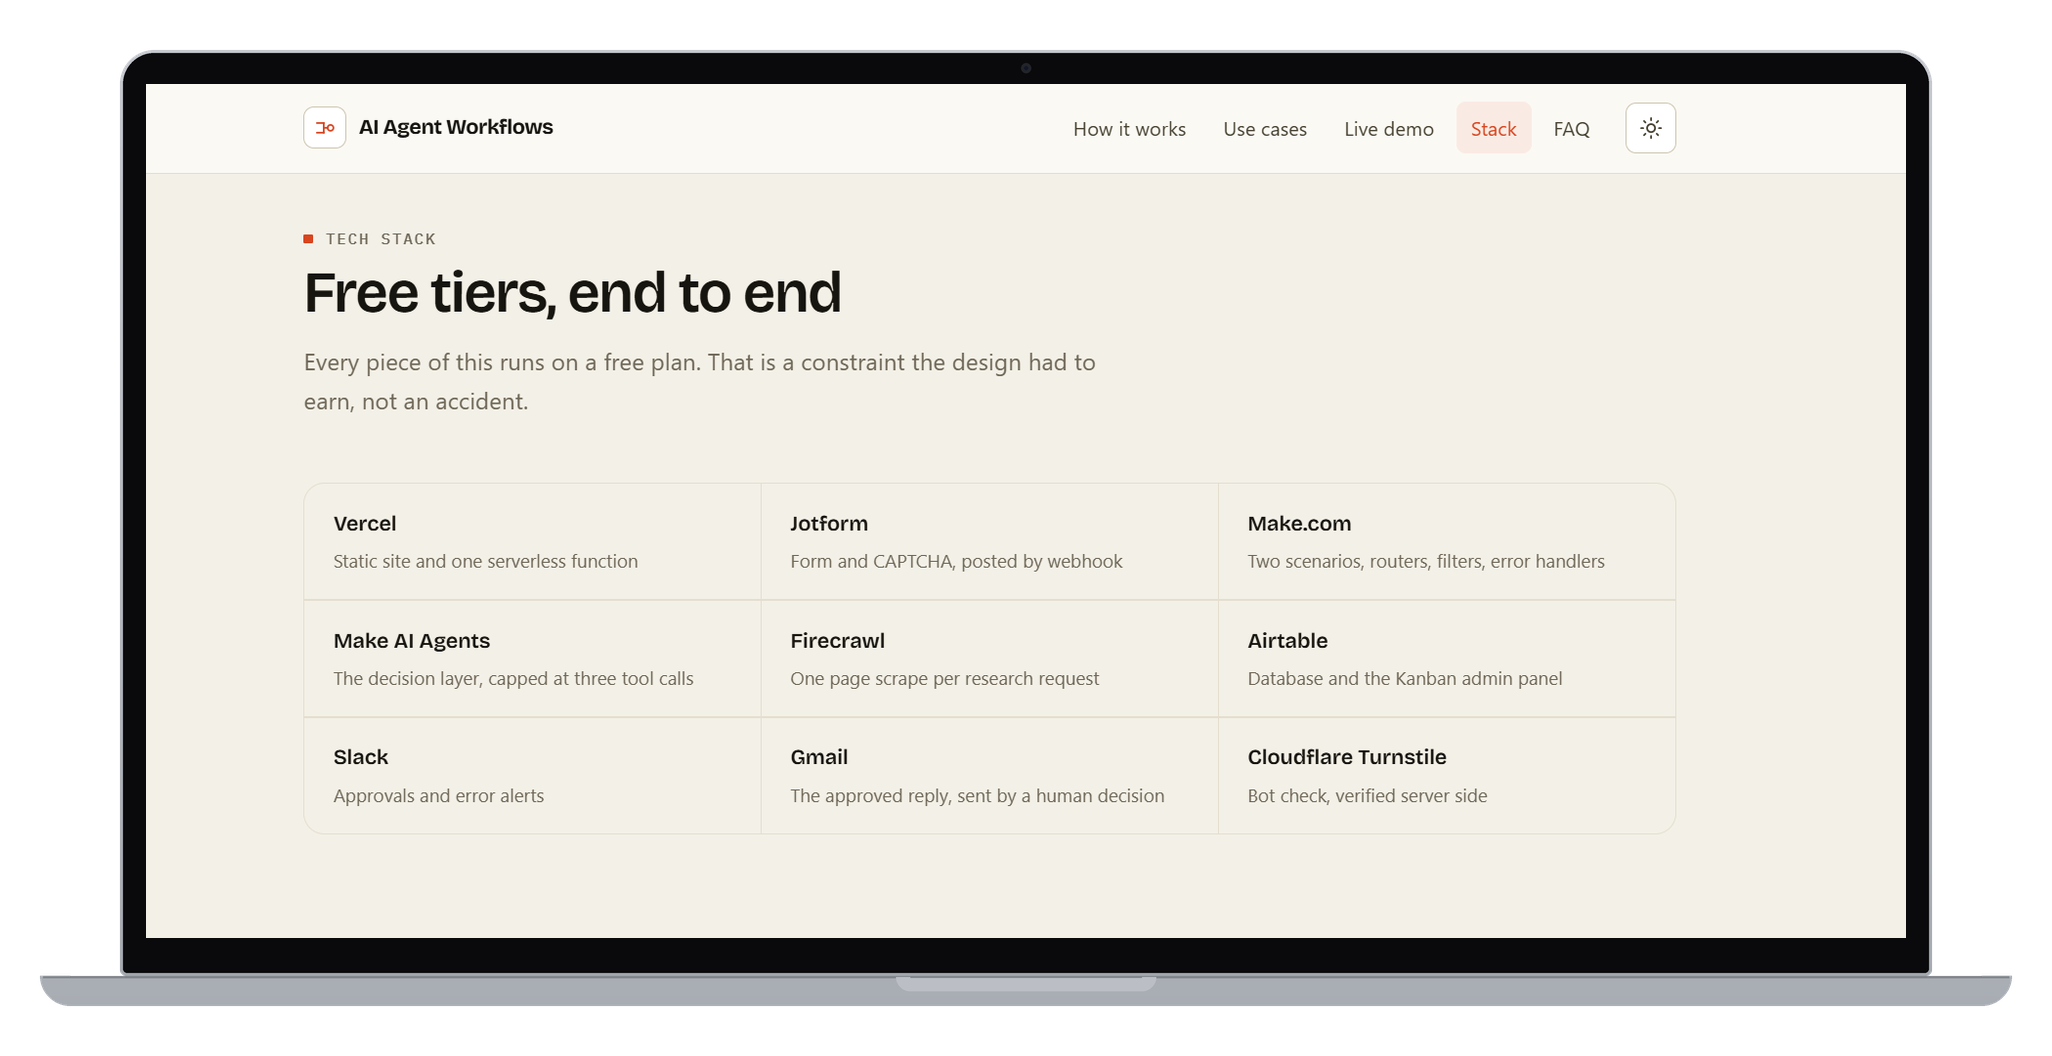 AI Agent Workflows
How it works
Use cases
Live demo
Stack
FAQ
TECH STACK
Free tiers, end to end
Every piece of this runs on a free plan. That is a constraint the design had to
earn, not an accident.
Vercel
Static site and one serverless function
Jotform
Form and CAPTCHA, posted by webhook
Make.com
Two scenarios, routers, filters, error handlers
Make AI Agents
The decision layer, capped at three tool calls
Firecrawl
One page scrape per research request
Airtable
Database and the Kanban admin panel
Slack
Approvals and error alerts
Gmail
The approved reply, sent by a human decision
Cloudflare Turnstile
Bot check, verified server side